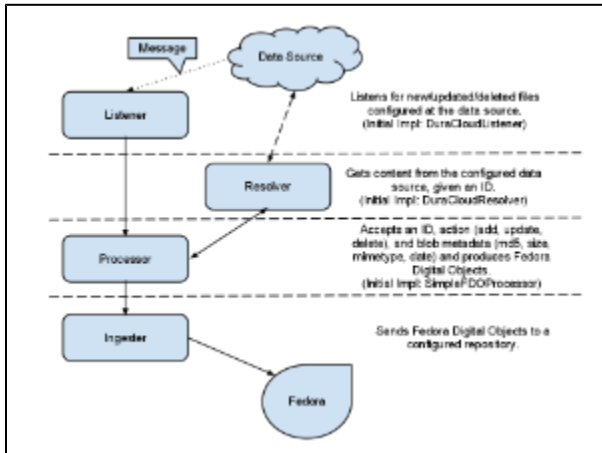 Message
Data Source
Listener
Listens for new/updated/deleted files
configured at the data source.
(Initial Impl: DuraCloudListener)
Resolver
Gets content from the configured data
source, given an ID.
(Initial Impl: DuraCloudResolver)
Processor
Accepts an ID, action (add, update,
delete), and blob metadata (md5, size,
mimetype, date) and produces Fedora
Digital Objects.
(Initial Impl: SimpleFDOProcessor)
Ingester
Sends Fedora Digital Objects to a
configured repository.
Fedora